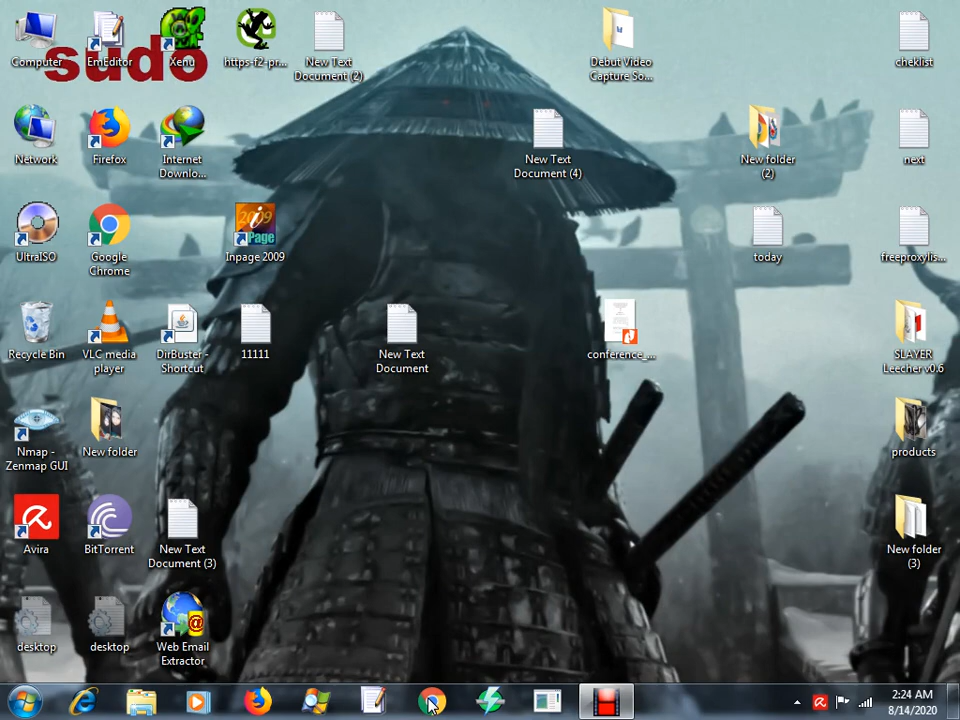 sudo
Computer
EmEditor
Xenu
https-f2-pr...
New Text
Document (2)
Debut Video
Capture So...
cheklist
Network
Firefox
Internet
Downlo...
New Text
Document (4)
New folder
(2)
next
UltraISO
Google
Chrome
2009
i
Page
Inpage 2009
today
freeproxylis...
Recycle Bin
VLC media
player
DirBuster -
Shortcut
11111
New Text
Document
conference_...
SLAYER
Leecher v0.6
Nmap -
Zenmap GUI
New folder
products
Avira
BitTorrent
New Text
Document (3)
New folder
(3)
desktop
desktop
Web Email
Extractor
2:24 AM
8/14/2020